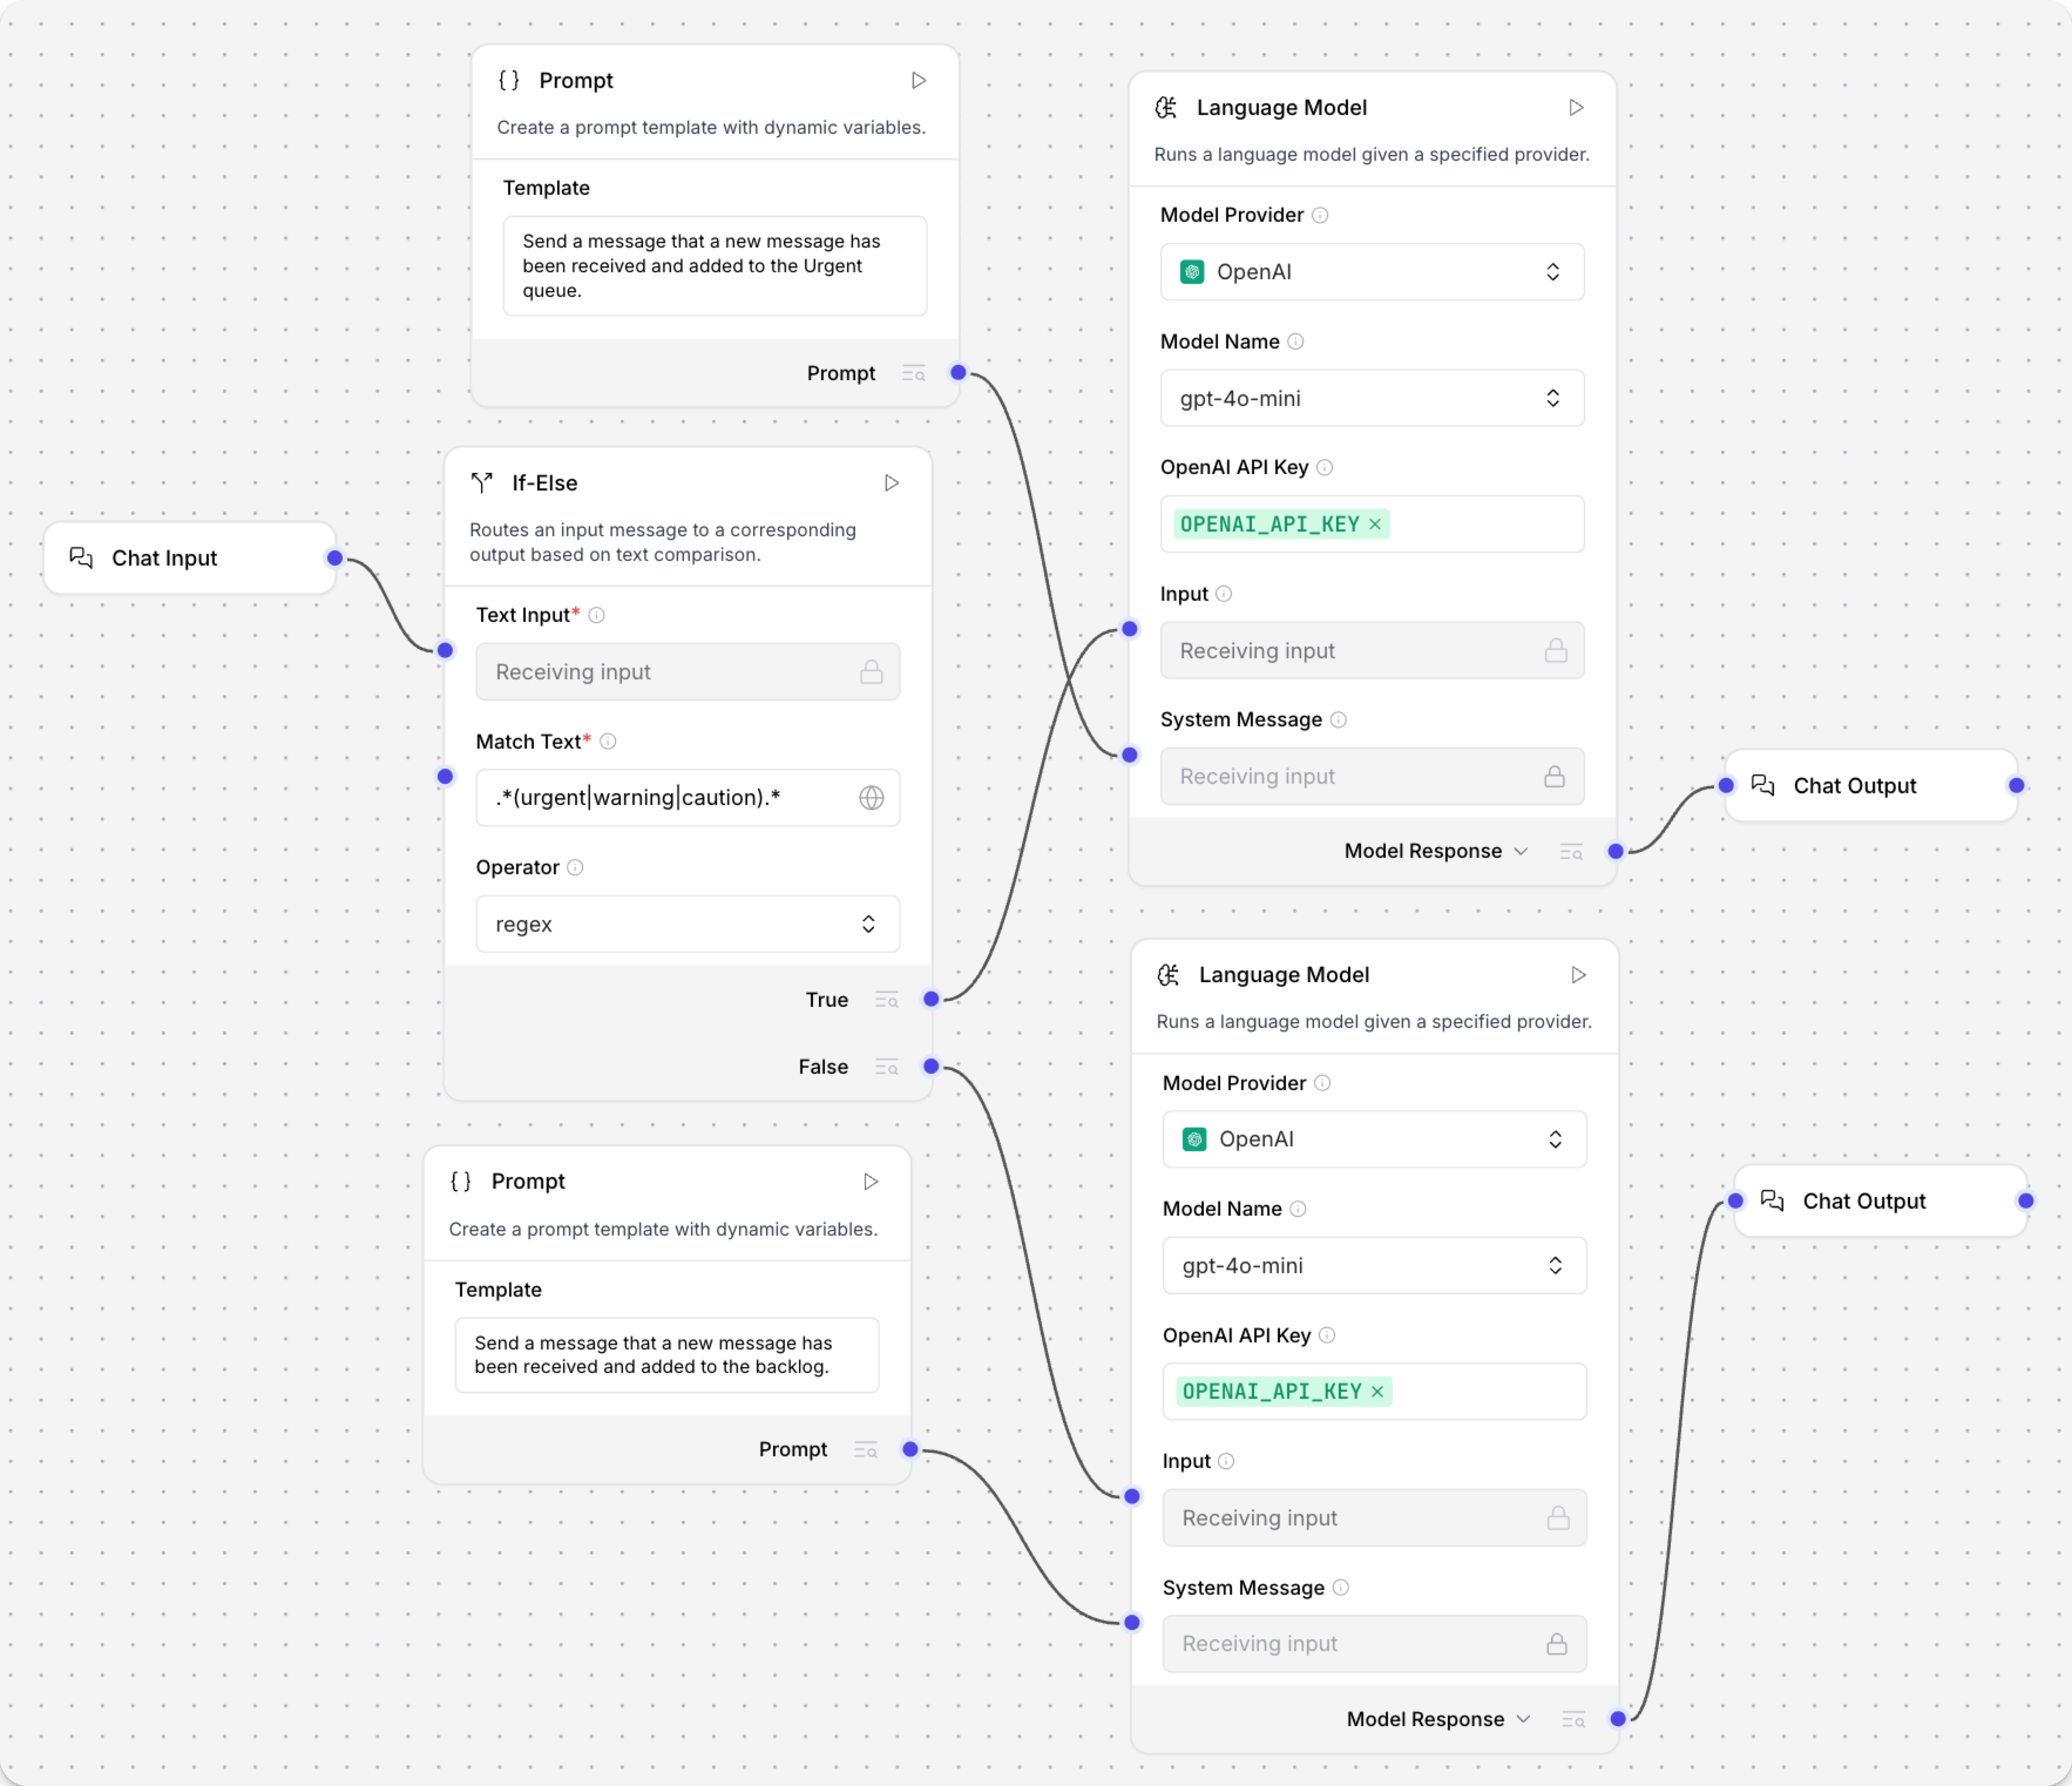 Prompt
Create a prompt template with dynamic variables.
Template
Send a message that a new message has
been received and added to the Urgent
queue.
Prompt
Chat Input
If-Else
Routes an input message to a corresponding
output based on text comparison.
Text Input*
Receiving input
Match Text*
.*(urgent|warning|caution).*
Operator
regex
True
False
Prompt
Create a prompt template with dynamic variables.
Template
Send a message that a new message has
been received and added to the backlog.
Prompt
Language Model
Runs a language model given a specified provider.
Model Provider
OpenAI
Model Name
gpt-4o-mini
OpenAI API Key
OPENAI_API_KEY
Input
Receiving input
System Message
Receiving input
Model Response
Chat Output
Language Model
Runs a language model given a specified provider.
Model Provider
OpenAI
Model Name
gpt-4o-mini
OpenAI API Key
OPENAI_API_KEY
Input
Receiving input
System Message
Receiving input
Model Response
Chat Output